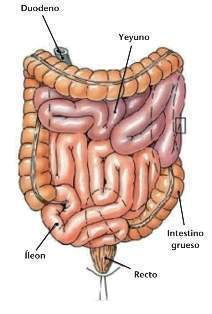 Duodeno
Yeyuno
Intestino
grueso
Íleon
Recto